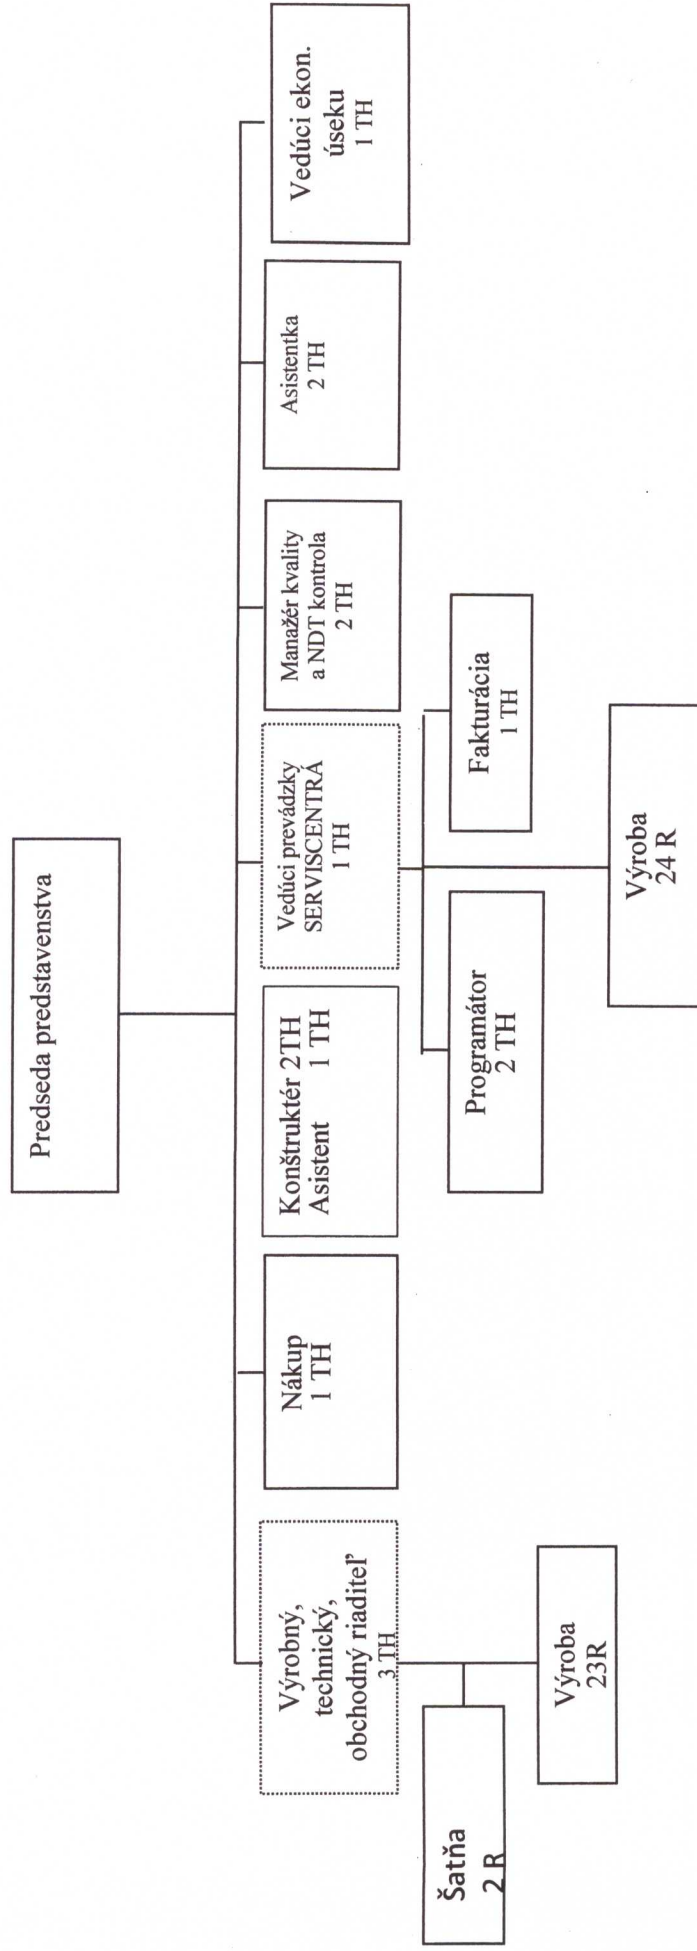 Predseda predstavenstva
Výrobný,
technický,
obchodný riaditeľ
3 TH
Nákup
1 TH
Konštruktér 2TH
Asistent 1 TH
Vedúci prevádzky
SERVISCENTRÁ
1 TH
Manažér kvality
a NDT kontrola
2 TH
Asistentka
2 TH
Vedúci ekon.
úseku
1 TH
Šatňa
2 R
Výroba
23R
Programátor
2 TH
Fakturácia
1 TH
Výroba
24 R